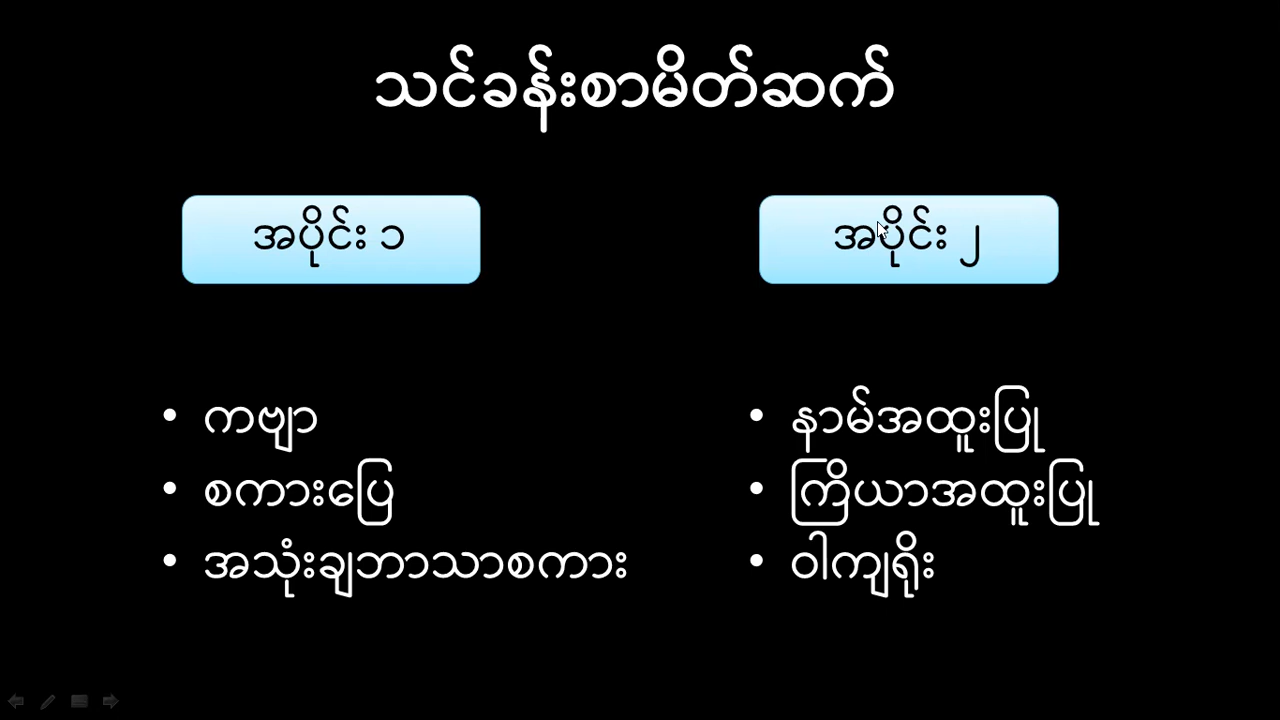 သင်ခန်းစာမိတ်ဆက်
အပိုင်း ၁
အပိုင်း ၂
• ကဗျာ
• စကားပြေ
• အသုံးချဘာသာစကား
• နာမ်အထူးပြု
• ကြိယာအထူးပြု
• ဝါကျရိုး